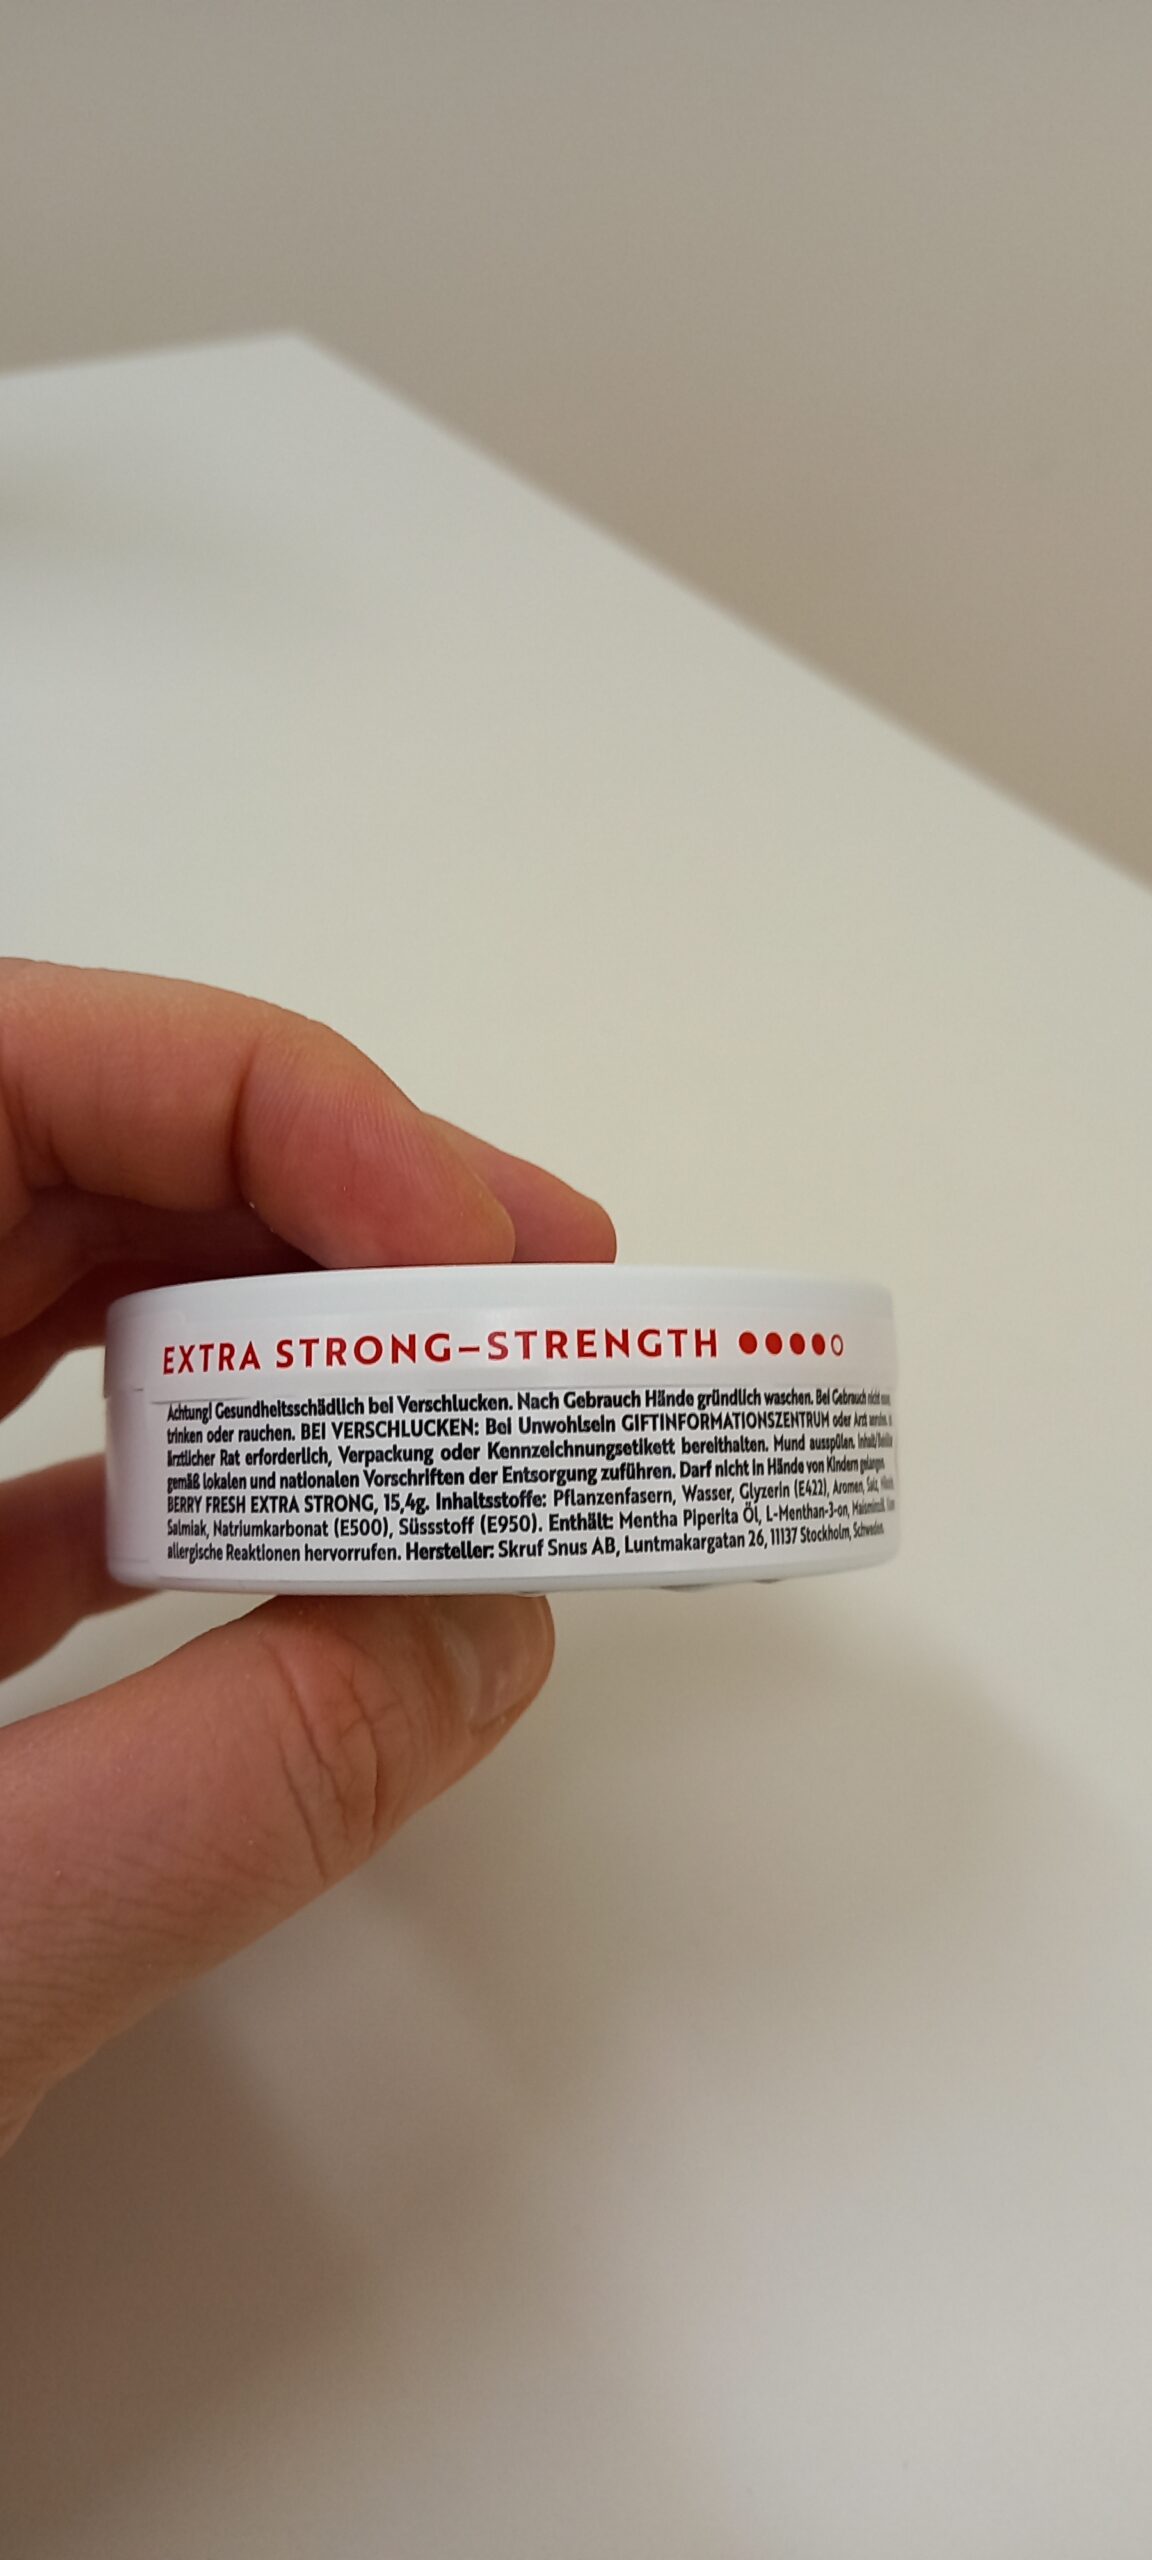 EXTRA STRONG–STRENGTH
Achtung! Gesundheitsschädlich bei Verschlucken. Nach Gebrauch Hände gründlich waschen. Bei Gebrauch nicht
trinken oder rauchen. BEI VERSCHLUCKEN: Bei Unwohlsein GIFTINFORMATIONSZENTRUM oder Arzt
ärztlicher Rat erforderlich, Verpackung oder Kennzeichnungsetikett bereithalten. Mund ausspülen.
gemäß lokalen und nationalen Vorschriften der Entsorgung zuführen. Darf nicht in Hände von Kindern gelangen.
BERRY FRESH EXTRA STRONG, 15,4g. Inhaltsstoffe: Pflanzenfasern, Wasser, Glyzerin (E422), Aromen, Salz,
Salmiak, Natriumkarbonat (E500), Süssstoff (E950). Enthält: Mentha Piperita Öl, L-Menthan-3-on,
allergische Reaktionen hervorrufen. Hersteller: Skruf Snus AB, Luntmakargatan 26, 11137 Stockholm, Schweden